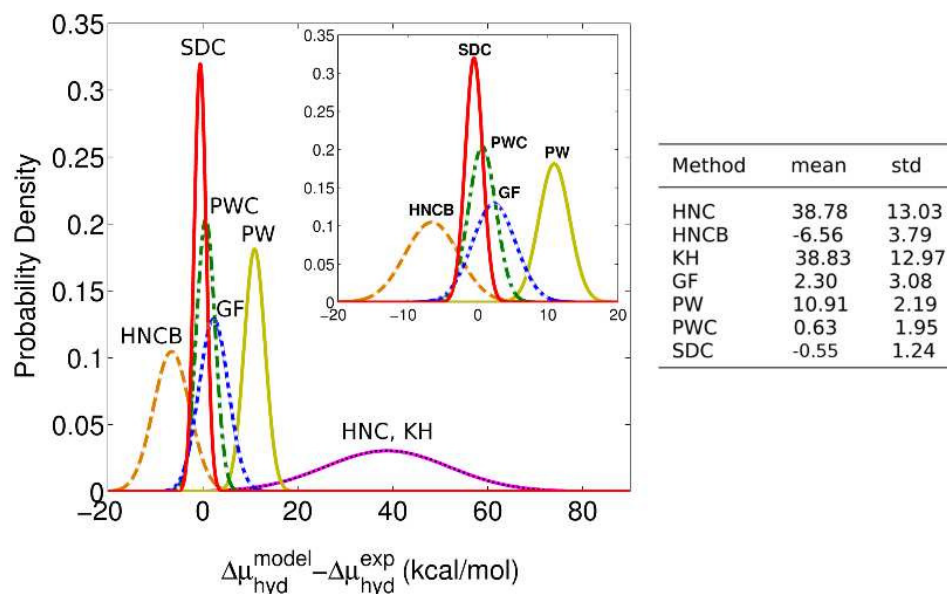 0.35
0.3
0.25
0.2
0.15
0.1
0.05
0
Probability Density
-20
0
20
40
60
80
Δμ_hyd^model–Δμ_hyd^exp (kcal/mol)
SDC
PWC
PW
GF
HNCB
HNC, KH
0.35
0.3
0.25
0.2
0.15
0.1
0.05
0
-20
-10
0
10
20
SDC
PWC
PW
GF
HNCB
Method mean std
HNC 38.78 13.03
HNCB -6.56 3.79
KH 38.83 12.97
GF 2.30 3.08
PW 10.91 2.19
PWC 0.63 1.95
SDC -0.55 1.24